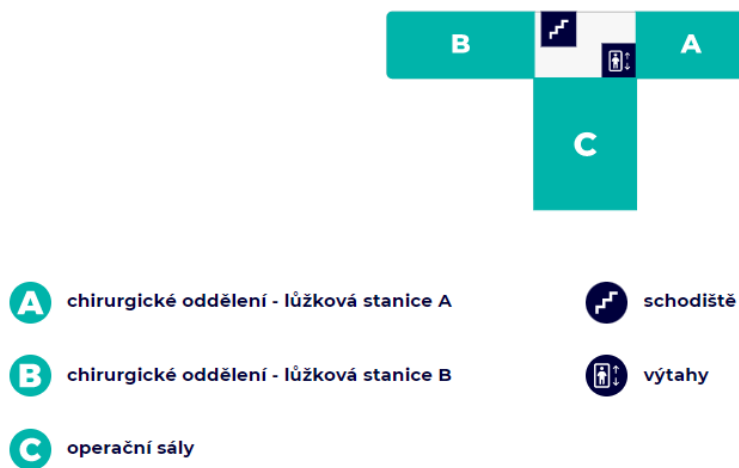 B
A
C
A chirurgické oddělení - lůžková stanice A
schodiště
B chirurgické oddělení - lůžková stanice B
výtahy
C operační sály